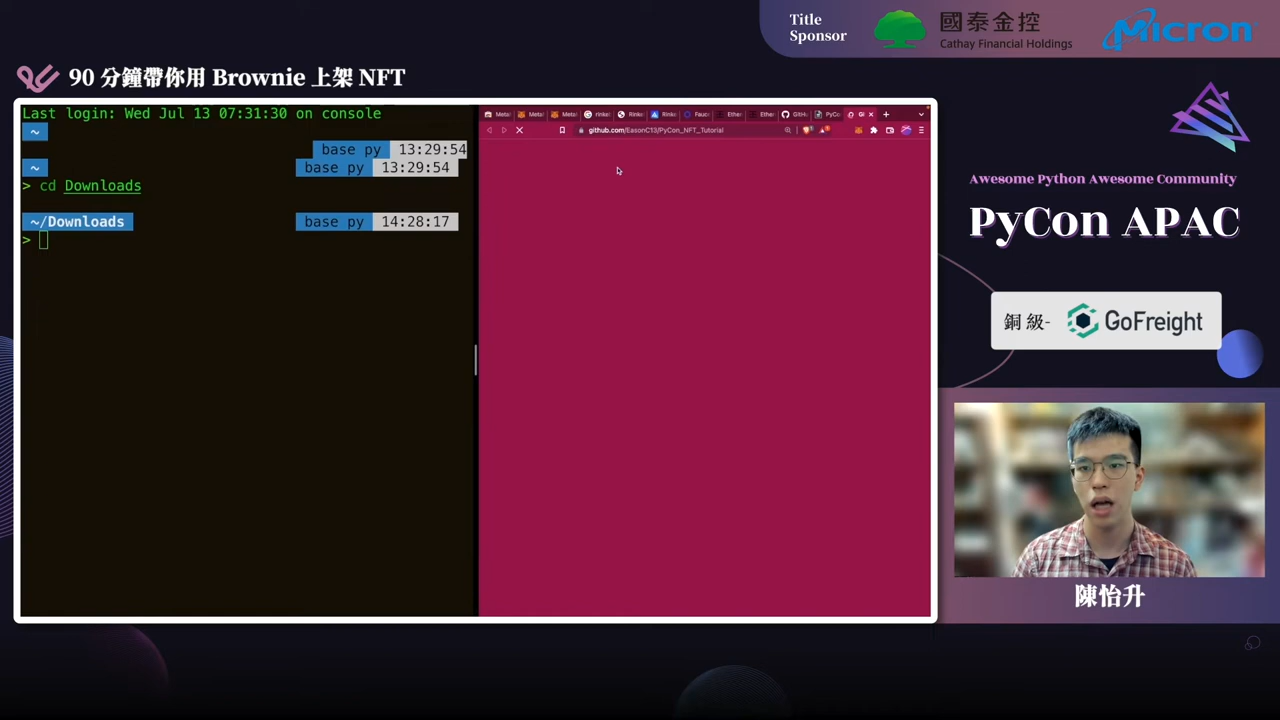 Title
Sponsor
國泰金控
Cathay Financial Holdings
Micron
90 分鐘帶你用 Brownie 上架 NFT
Last login: Wed Jul 13 07:31:30 on console
~
base py 13:29:54
~ base py 13:29:54
> cd Downloads
~/Downloads base py 14:28:17
>
github.com/EasonC13/PyCon_NFT_Tutorial
Awesome Python Awesome Community
PyCon APAC
銅級- GoFreight
陳怡升